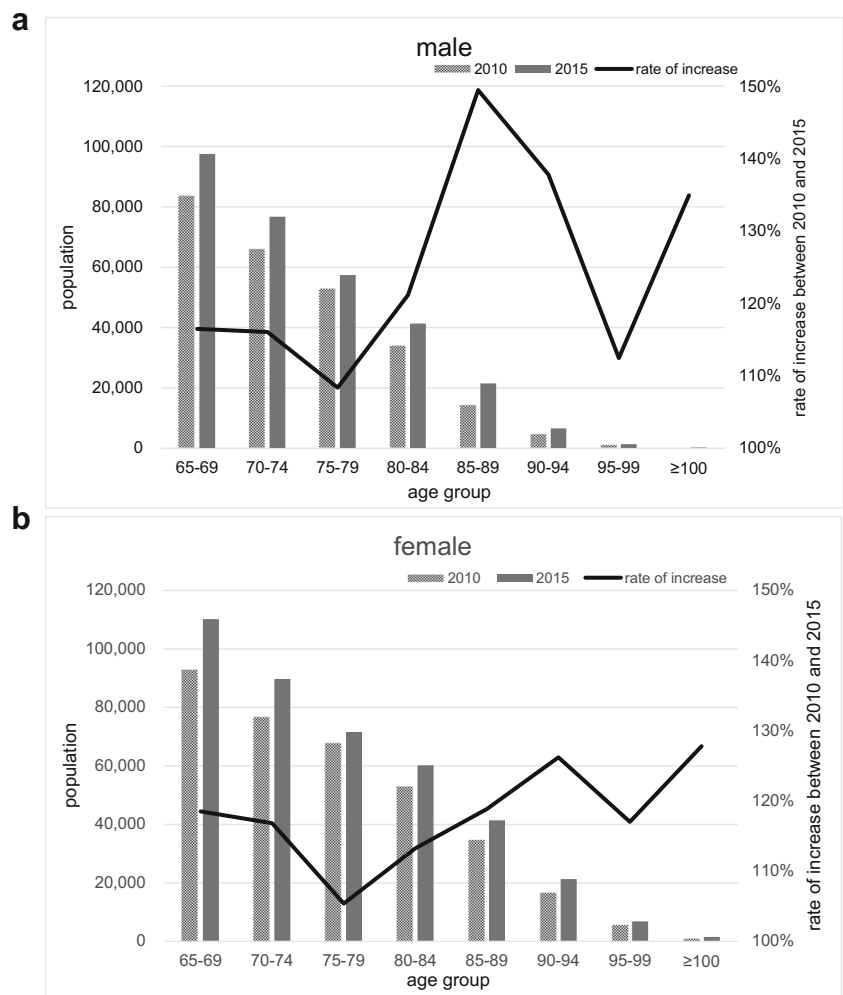 a
male
2010 2015 rate of increase
120,000 150%
100,000 140%
80,000 130%
60,000 120%
40,000 110%
20,000 100%
0
population
rate of increase between 2010 and 2015
65-69 70-74 75-79 80-84 85-89 90-94 95-99 ≥100
age group
b
female
2010 2015 rate of increase
120,000 150%
100,000 140%
80,000 130%
60,000 120%
40,000 110%
20,000 100%
0
population
rate of increase between 2010 and 2015
65-69 70-74 75-79 80-84 85-89 90-94 95-99 ≥100
age group